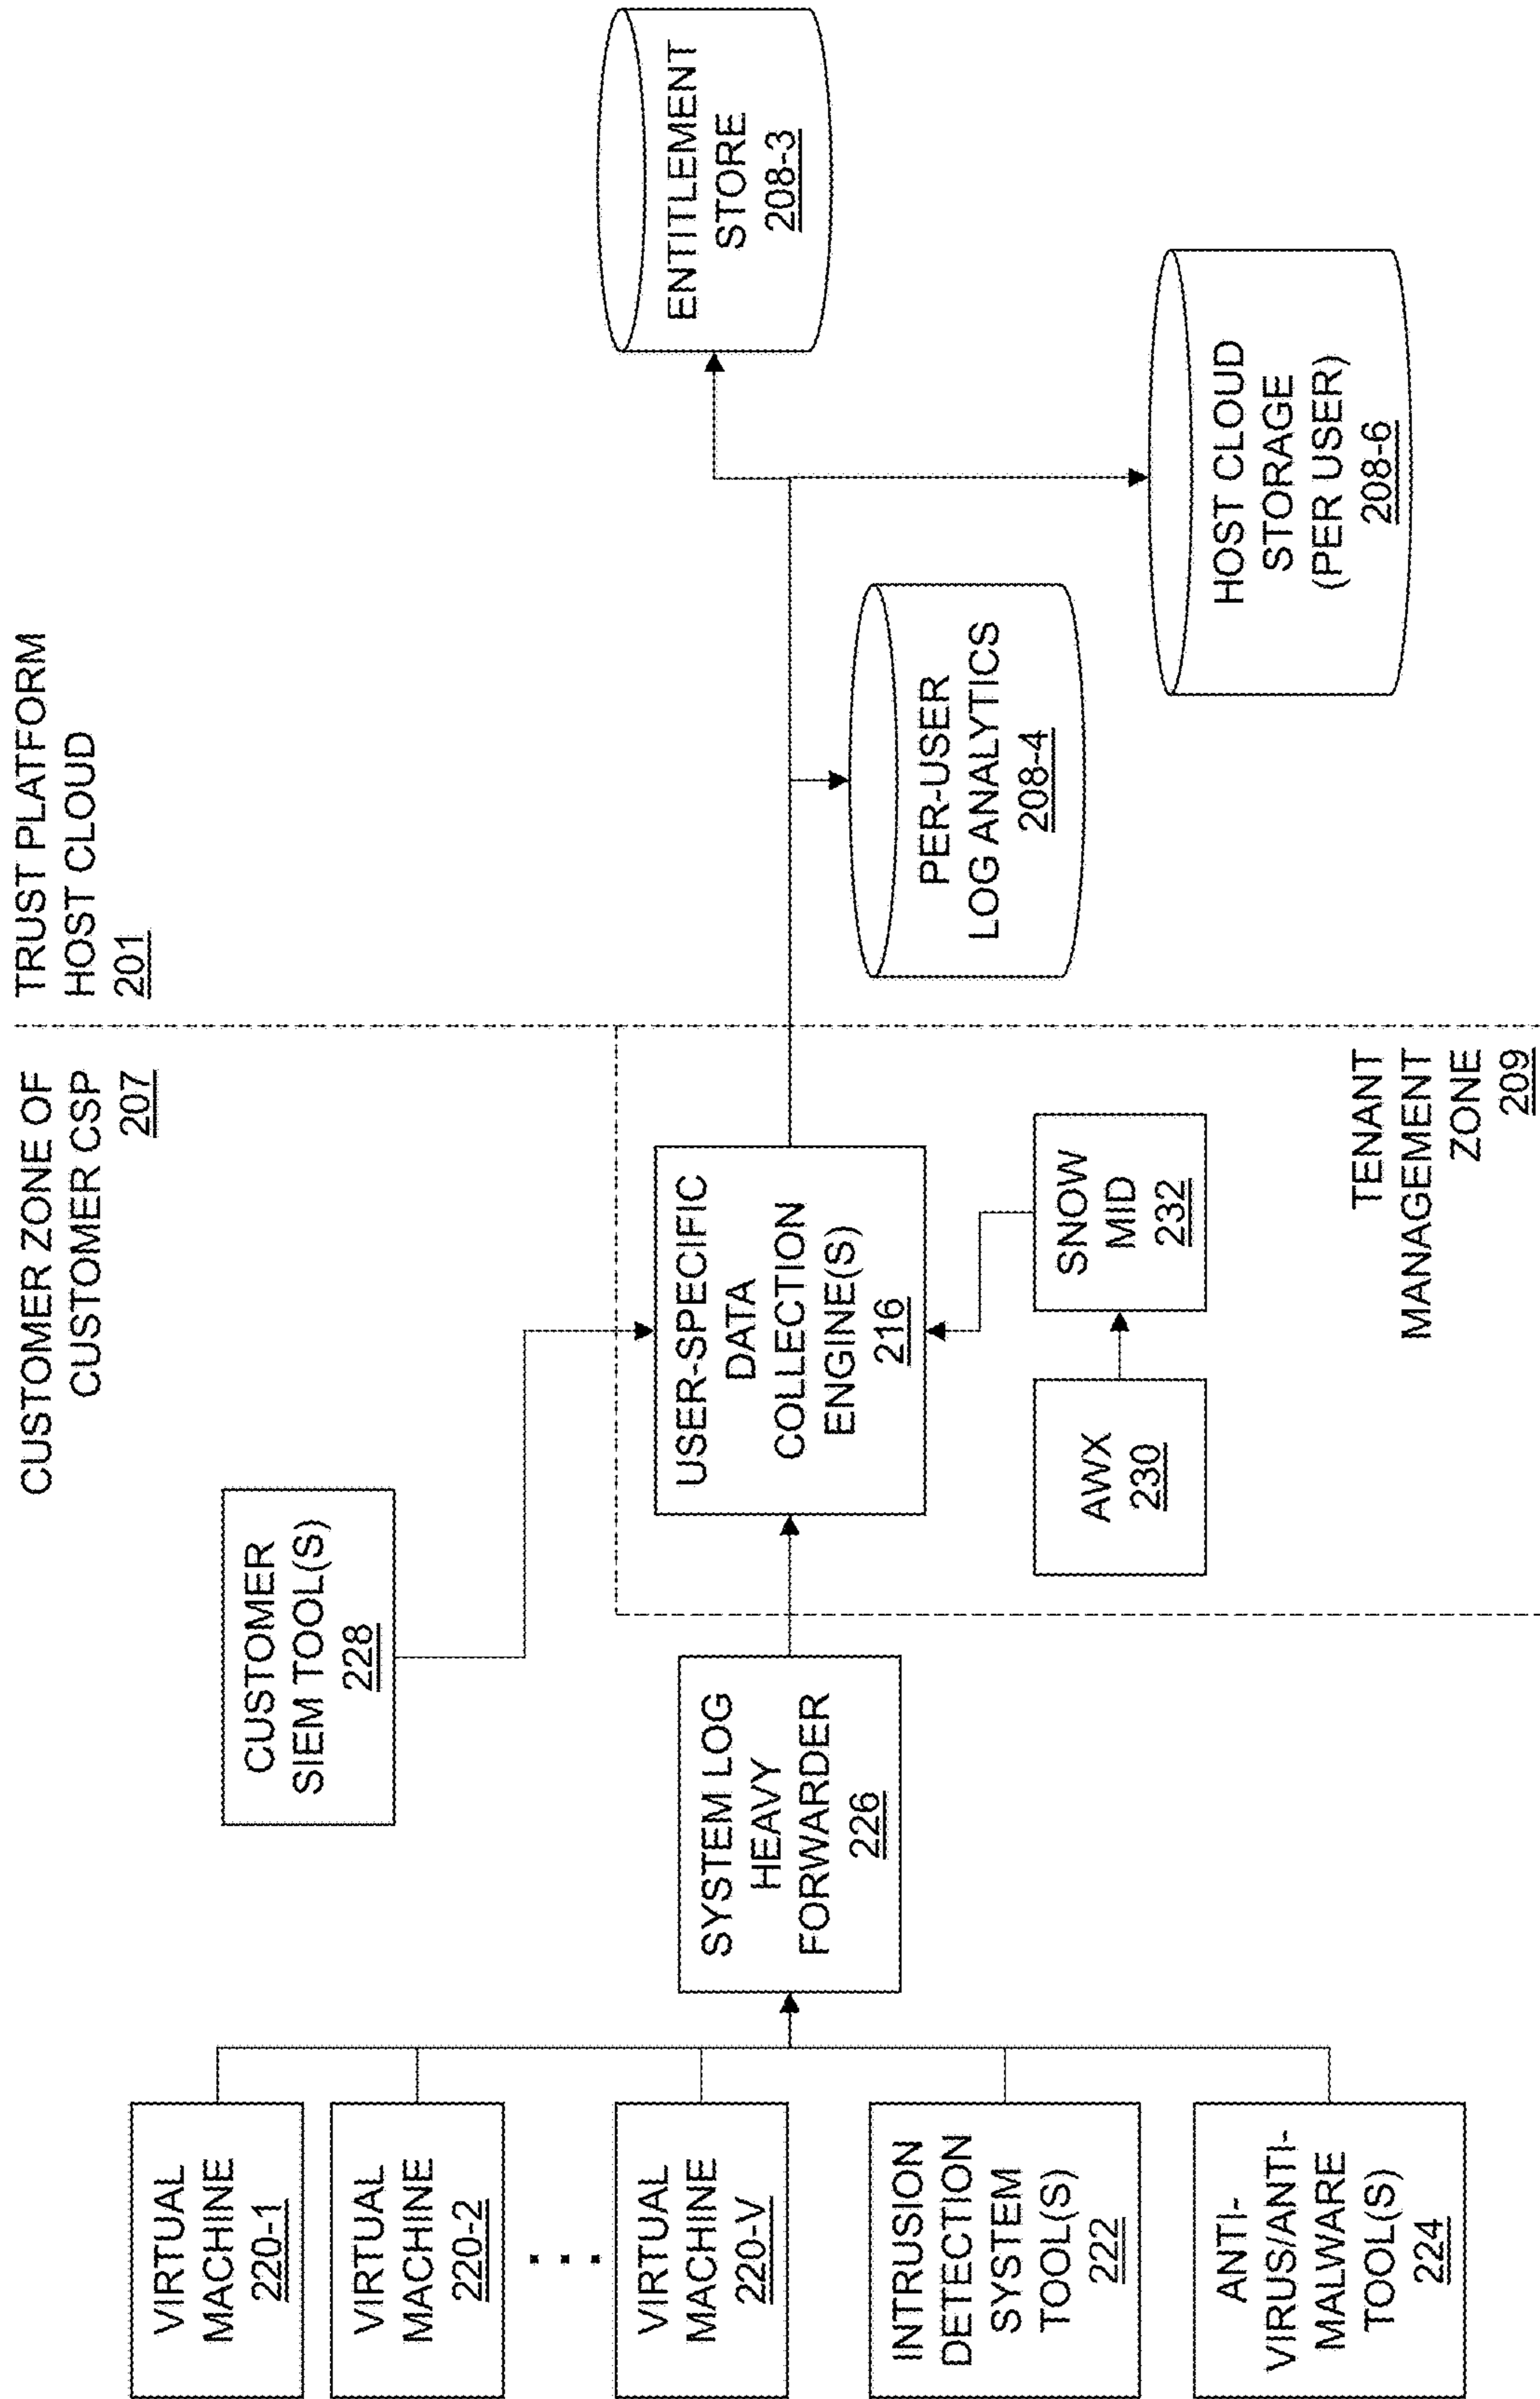 CUSTOMER ZONE OF
CUSTOMER CSP
207
TRUST PLATFORM
HOST CLOUD
201
VIRTUAL
MACHINE
220-1
VIRTUAL
MACHINE
220-2
VIRTUAL
MACHINE
220-V
INTRUSION
DETECTION
SYSTEM
TOOL(S)
222
ANTI-
VIRUS/ANTI-
MALWARE
TOOL(S)
224
SYSTEM LOG
HEAVY
FORWARDER
226
CUSTOMER
SIEM TOOL(S)
228
USER-SPECIFIC
DATA
COLLECTION
ENGINE(S)
216
AWX
230
SNOW
MID
232
TENANT
MANAGEMENT
ZONE
209
PER-USER
LOG ANALYTICS
208-4
ENTITLEMENT
STORE
208-3
HOST CLOUD
STORAGE
(PER USER)
208-6